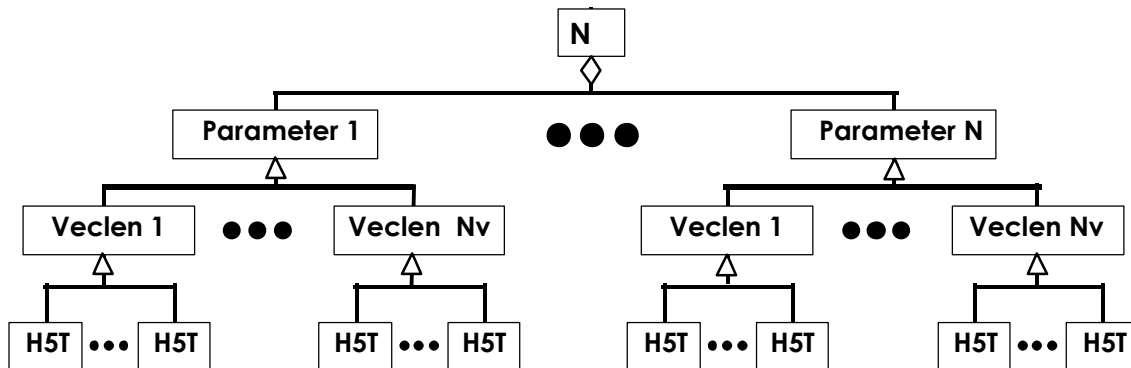 N
Parameter 1
Parameter N
Veclen 1
Veclen Nv
Veclen 1
Veclen Nv
H5T
H5T
H5T
H5T
H5T
H5T
H5T
H5T